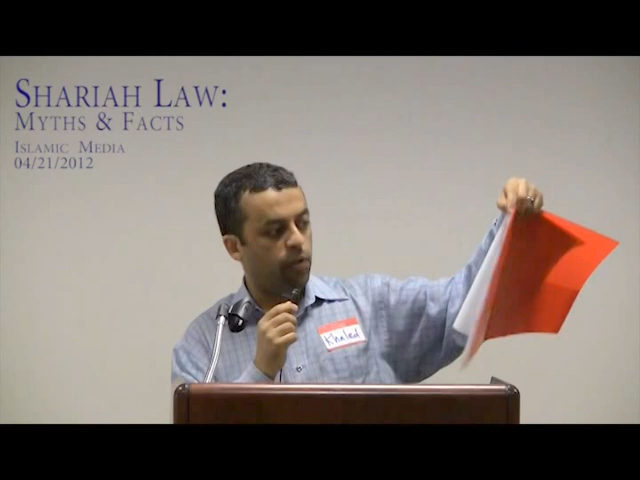 SHARIAH LAW:
MYTHS & FACTS
ISLAMIC MEDIA
04/21/2012
Khaled